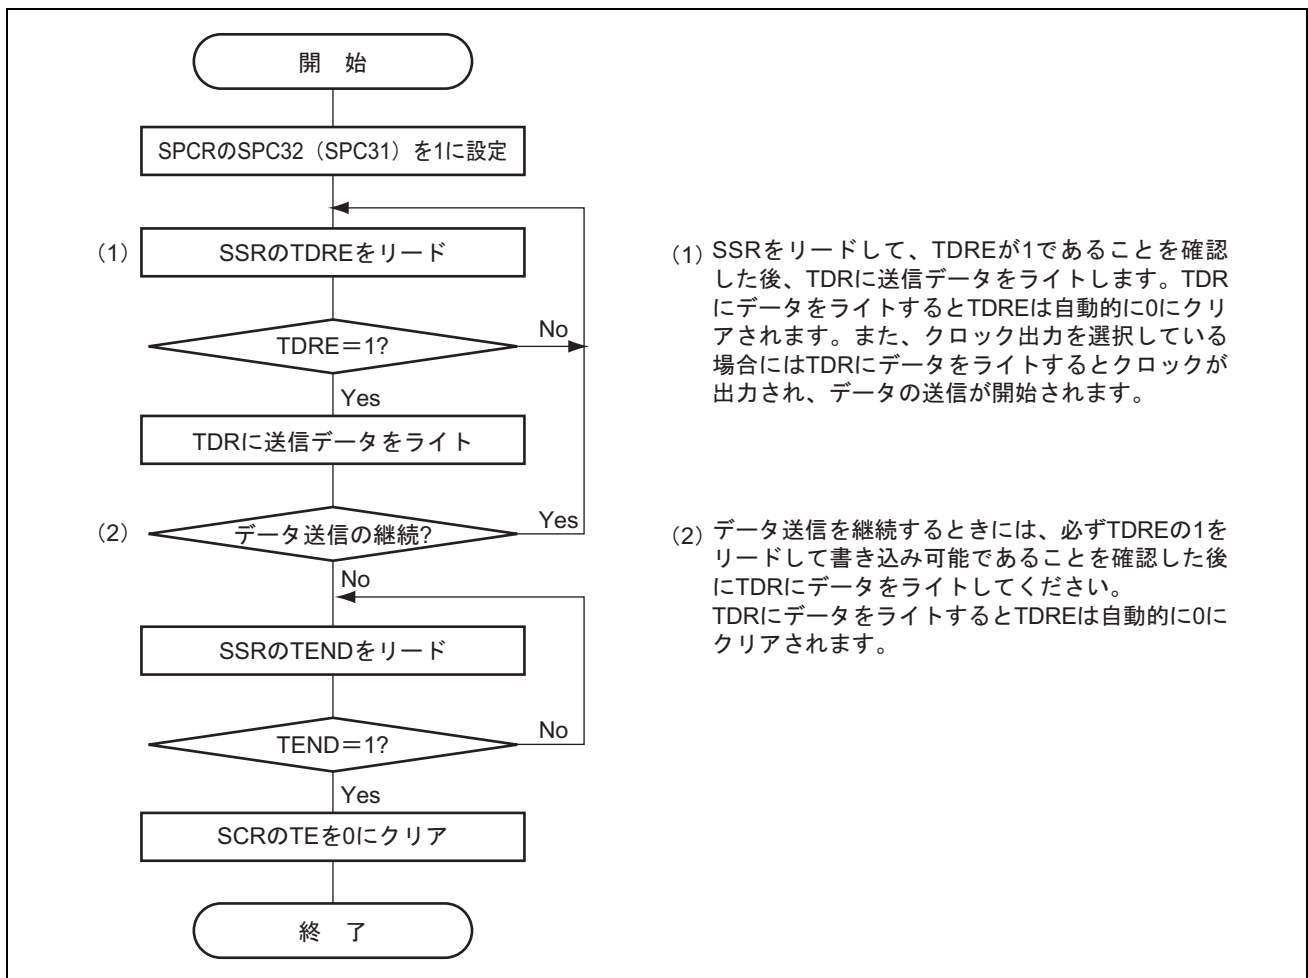 開　始
SPCRのSPC32（SPC31）を1に設定
（1）
SSRのTDREをリード
TDRE＝1?
No
Yes
TDRに送信データをライト
（2）
データ送信の継続?
Yes
No
SSRのTENDをリード
TEND＝1?
No
Yes
SCRのTEを0にクリア
終　了
（1）SSRをリードして、TDREが1であることを確認
した後、TDRに送信データをライトします。TDR
にデータをライトするとTDREは自動的に0にクリ
アされます。また、クロック出力を選択している
場合にはTDRにデータをライトするとクロックが
出力され、データの送信が開始されます。
（2）データ送信を継続するときには、必ずTDREの1を
リードして書き込み可能であることを確認した後
にTDRにデータをライトしてください。
TDRにデータをライトするとTDREは自動的に0に
クリアされます。